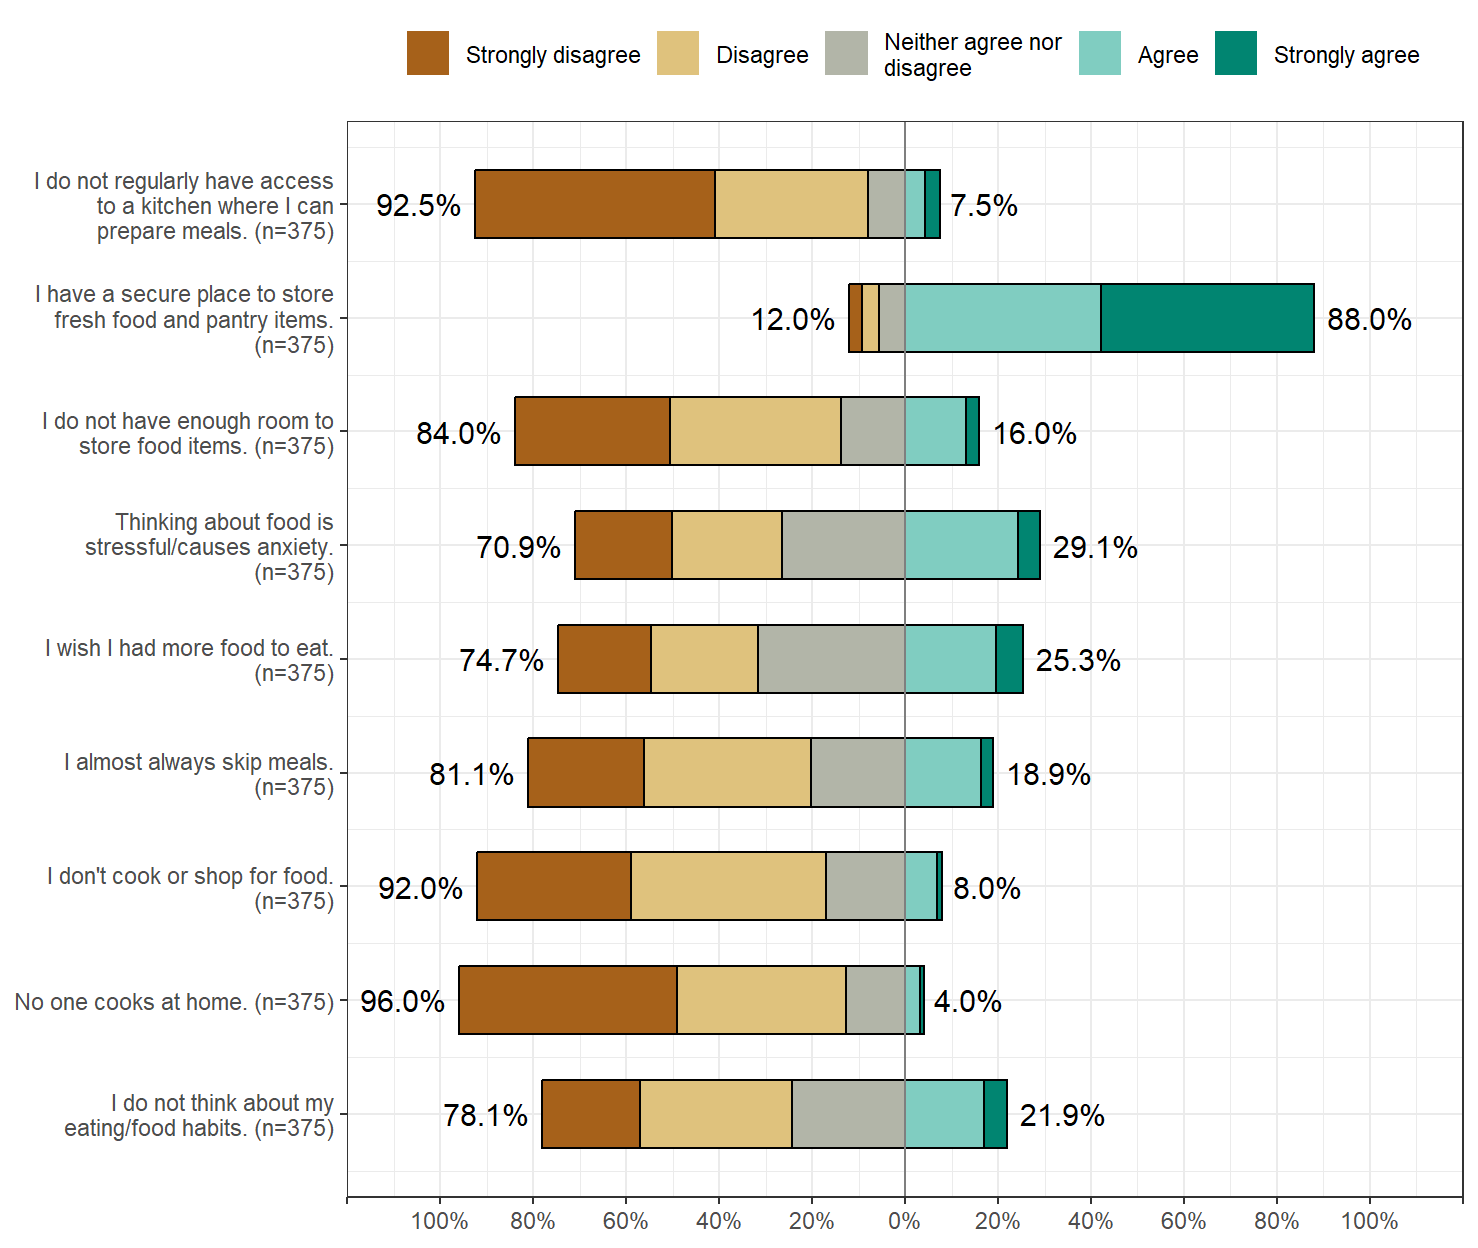 Strongly disagree
Disagree
Neither agree nor
disagree
Agree
Strongly agree
I do not regularly have access
to a kitchen where I can
prepare meals. (n=375)
92.5%
7.5%
I have a secure place to store
fresh food and pantry items.
(n=375)
12.0%
88.0%
I do not have enough room to
store food items. (n=375)
84.0%
16.0%
Thinking about food is
stressful/causes anxiety.
(n=375)
70.9%
29.1%
I wish I had more food to eat.
(n=375)
74.7%
25.3%
I almost always skip meals.
(n=375)
81.1%
18.9%
I don't cook or shop for food.
(n=375)
92.0%
8.0%
No one cooks at home. (n=375)
96.0%
4.0%
I do not think about my
eating/food habits. (n=375)
78.1%
21.9%
100% 80% 60% 40% 20% 0% 20% 40% 60% 80% 100%